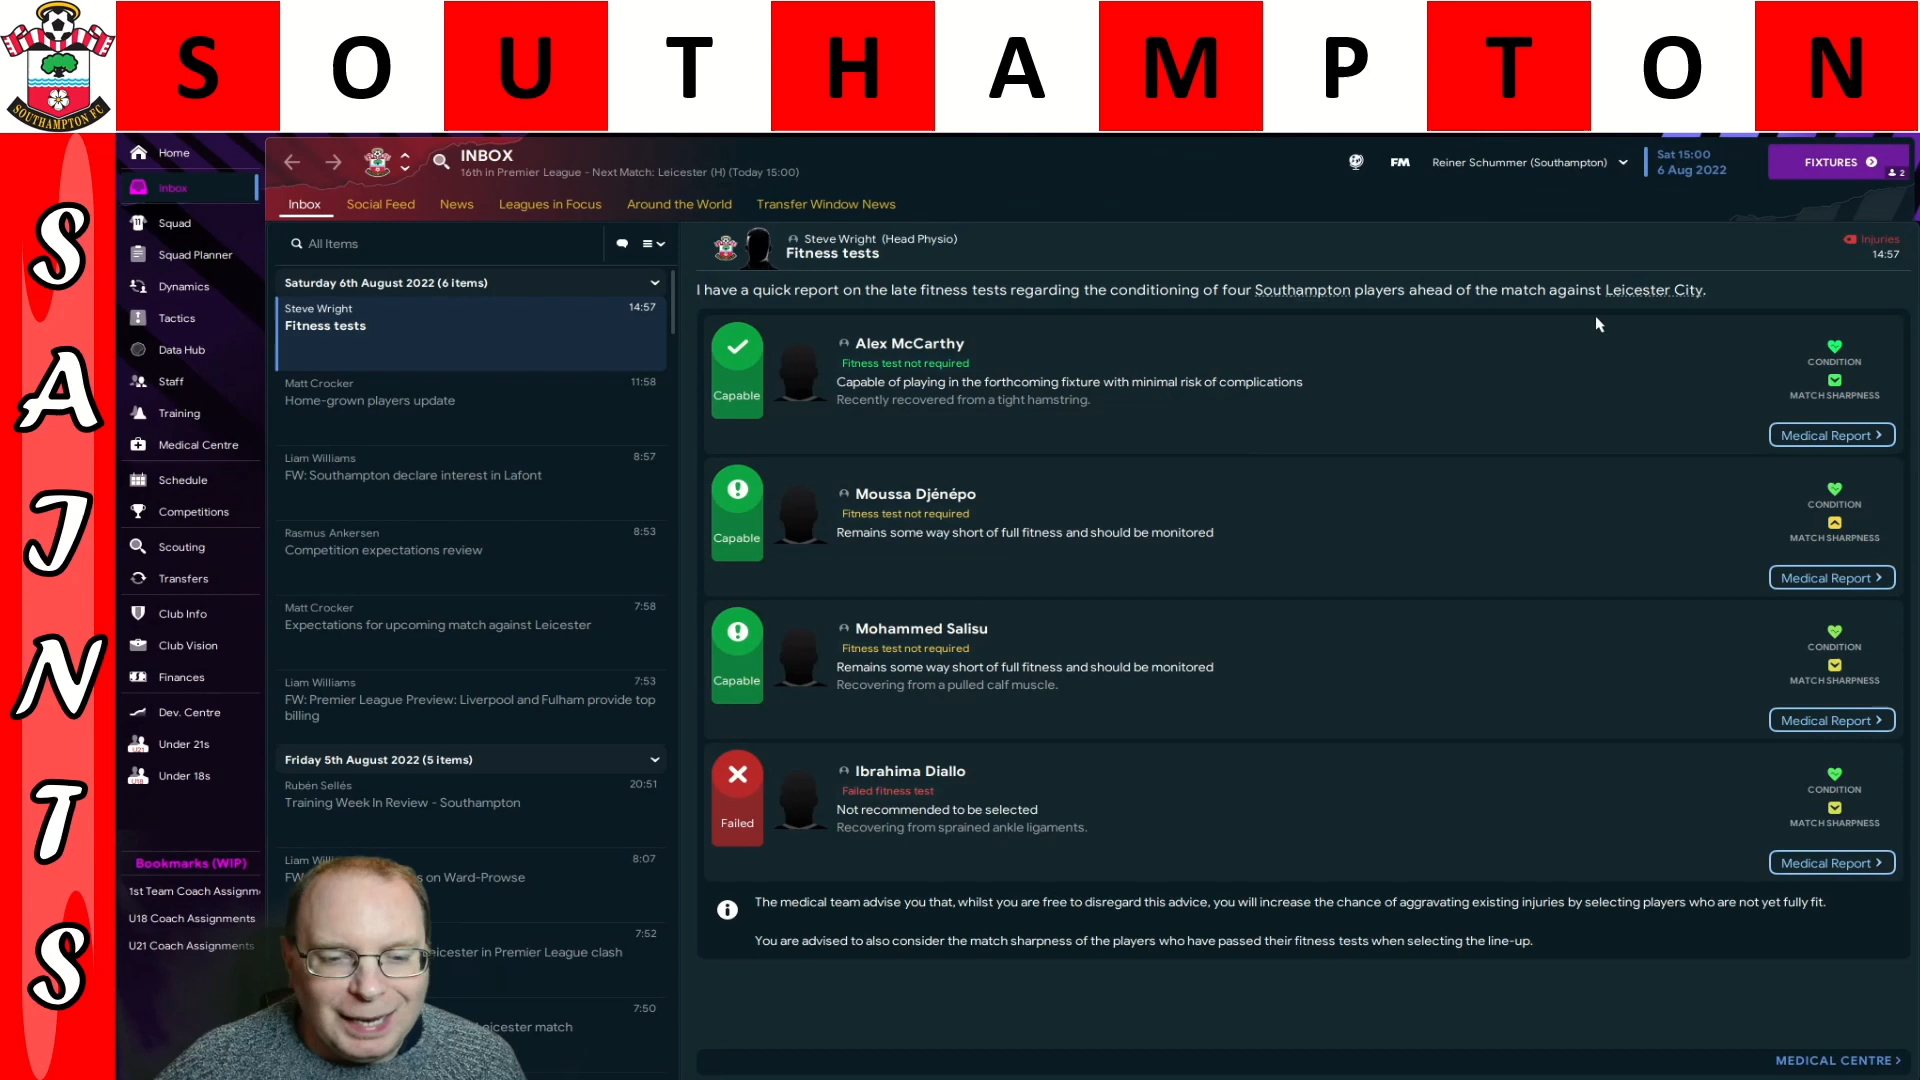 SOUTHAMPTON
SOUTHAMPTON FC
SAINTS
Home
Inbox
Squad
Squad Planner
Dynamics
Tactics
Data Hub
Staff
Training
Medical Centre
Schedule
Competitions
Scouting
Transfers
Club Info
Club Vision
Finances
Dev. Centre
Under 21s
Under 18s
Bookmarks (WIP)
1st Team Coach Assignm
U18 Coach Assignments
U21 Coach Assignments
INBOX
16th in Premier League - Next Match: Leicester (H) (Today 15:00)
FM
Reiner Schummer (Southampton)
Sat 15:00
6 Aug 2022
FIXTURES
2
Inbox
Social Feed
News
Leagues in Focus
Around the World
Transfer Window News
All Items
Saturday 6th August 2022 (6 items)
Steve Wright 14:57
Fitness tests
Matt Crocker 11:58
Home-grown players update
Liam Williams 8:57
FW: Southampton declare interest in Lafont
Rasmus Ankersen 8:53
Competition expectations review
Matt Crocker 7:58
Expectations for upcoming match against Leicester
Liam Williams 7:53
FW: Premier League Preview: Liverpool and Fulham provide top
billing
Friday 5th August 2022 (5 items)
Rubén Sellés 20:51
Training Week In Review - Southampton
Liam 8:07
on Ward-Prowse
7:52
eicester in Premier League clash
7:50
eicester match
Steve Wright (Head Physio)
Fitness tests
Injuries
14:57
I have a quick report on the late fitness tests regarding the conditioning of four Southampton players ahead of the match against Leicester City.
Capable
Alex McCarthy
Fitness test not required
Capable of playing in the forthcoming fixture with minimal risk of complications
Recently recovered from a tight hamstring.
CONDITION
MATCH SHARPNESS
Medical Report
Capable
Moussa Djénépo
Fitness test not required
Remains some way short of full fitness and should be monitored
CONDITION
MATCH SHARPNESS
Medical Report
Capable
Mohammed Salisu
Fitness test not required
Remains some way short of full fitness and should be monitored
Recovering from a pulled calf muscle.
CONDITION
MATCH SHARPNESS
Medical Report
Failed
Ibrahima Diallo
Failed fitness test
Not recommended to be selected
Recovering from sprained ankle ligaments.
CONDITION
MATCH SHARPNESS
Medical Report
The medical team advise you that, whilst you are free to disregard this advice, you will increase the chance of aggravating existing injuries by selecting players who are not yet fully fit.
You are advised to also consider the match sharpness of the players who have passed their fitness tests when selecting the line-up.
MEDICAL CENTRE